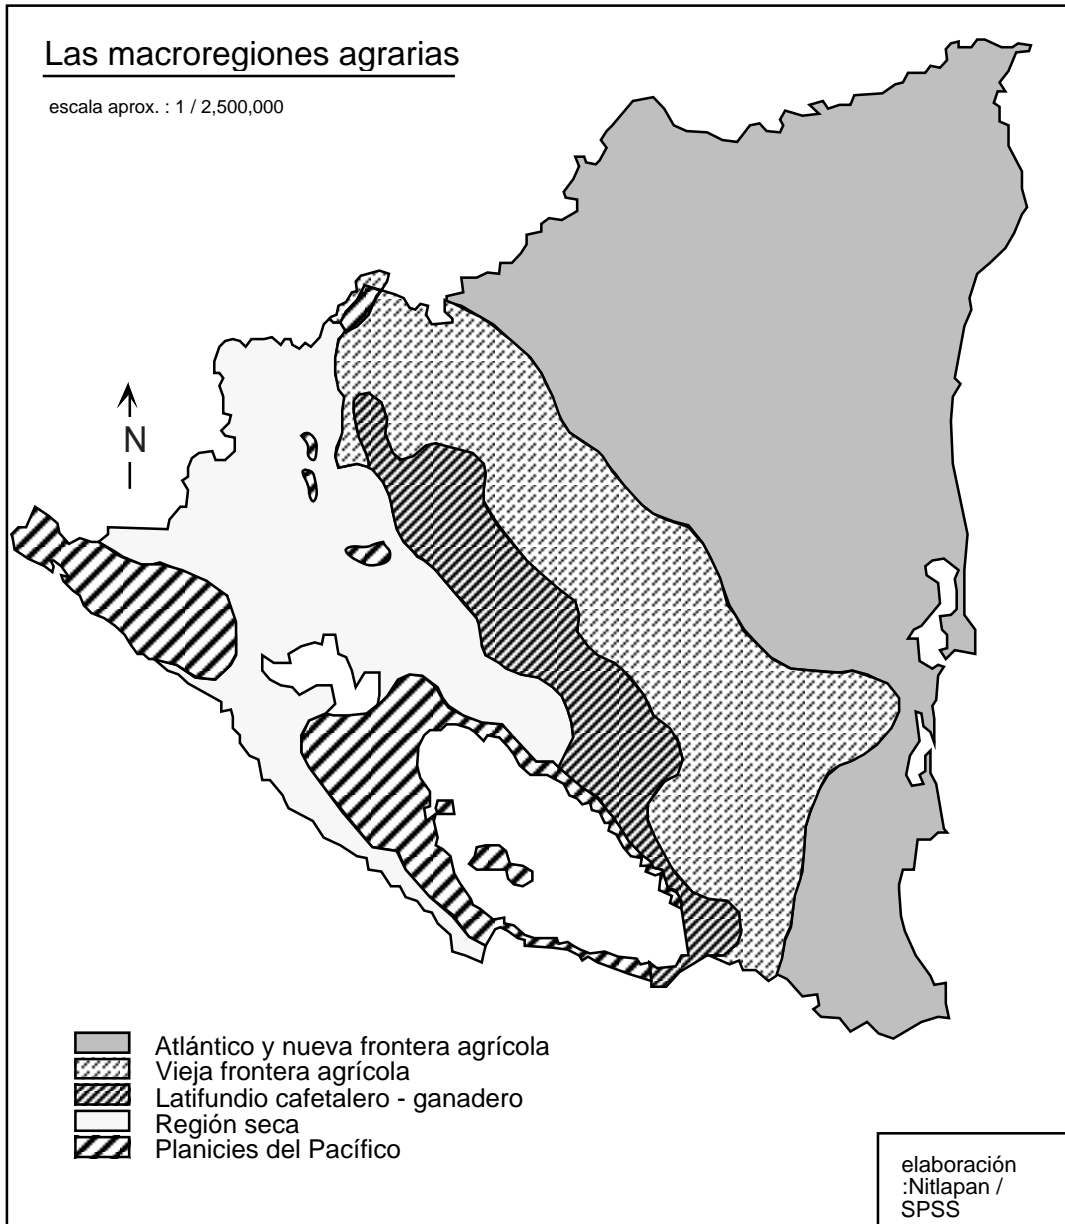 Las macroregiones agrarias
escala aprox. : 1 / 2,500,000
N
Atlántico y nueva frontera agrícola
Vieja frontera agrícola
Latifundio cafetalero - ganadero
Región seca
Planicies del Pacífico
elaboración
:Nitlapan /
SPSS